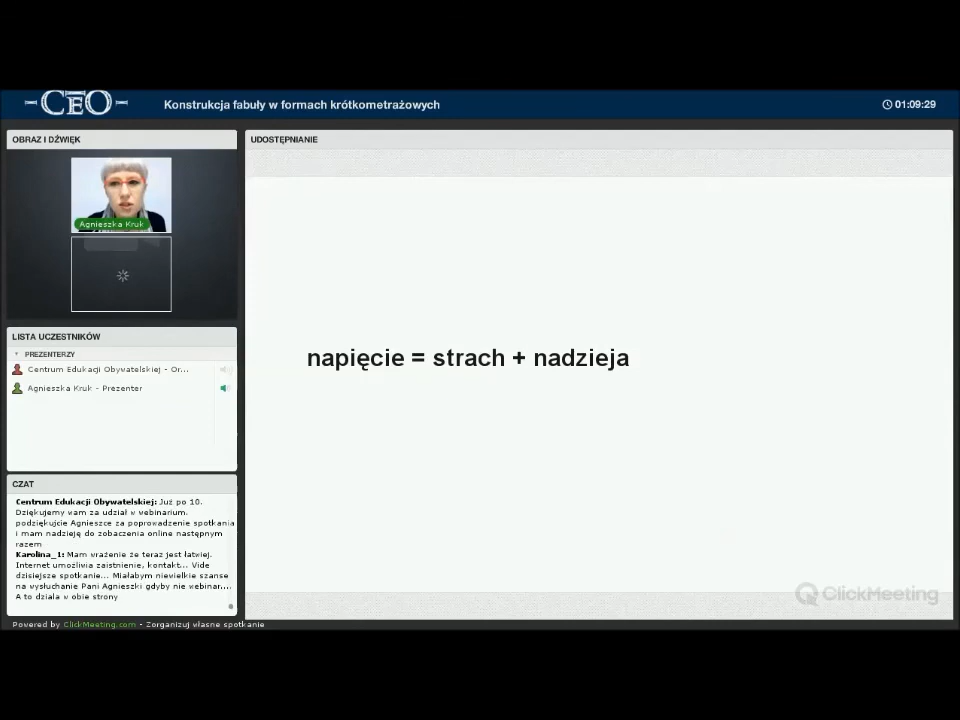 CEO
Konstrukcja fabuły w formach krótkometrażowych
01:09:29
OBRAZ I DŹWIĘK
UDOSTĘPNIANIE
Agnieszka Kruk
napięcie = strach + nadzieja
LISTA UCZESTNIKÓW
PREZENTERZY
Centrum Edukacji Obywatelskiej - Or...
Agnieszka Kruk - Prezenter
CZAT
Centrum Edukacji Obywatelskiej: Już po 10.
Dziękujemy wam za udział w webinarium.
podziękujcie Agnieszce za poprowadzenie spotkania
i mam nadzieję do zobaczenia online następnym
razem
Karolina_1: Mam wrażenie że teraz jest łatwiej.
Internet umożliwia zaistnienie, kontakt... Vide
dzisiejsze spotkanie... Miałabym niewielkie szanse
na wysłuchanie Pani Agnieszki gdyby nie webinar....
A to dziala w obie strony
ClickMeeting
Powered by ClickMeeting.com - Zorganizuj własne spotkanie